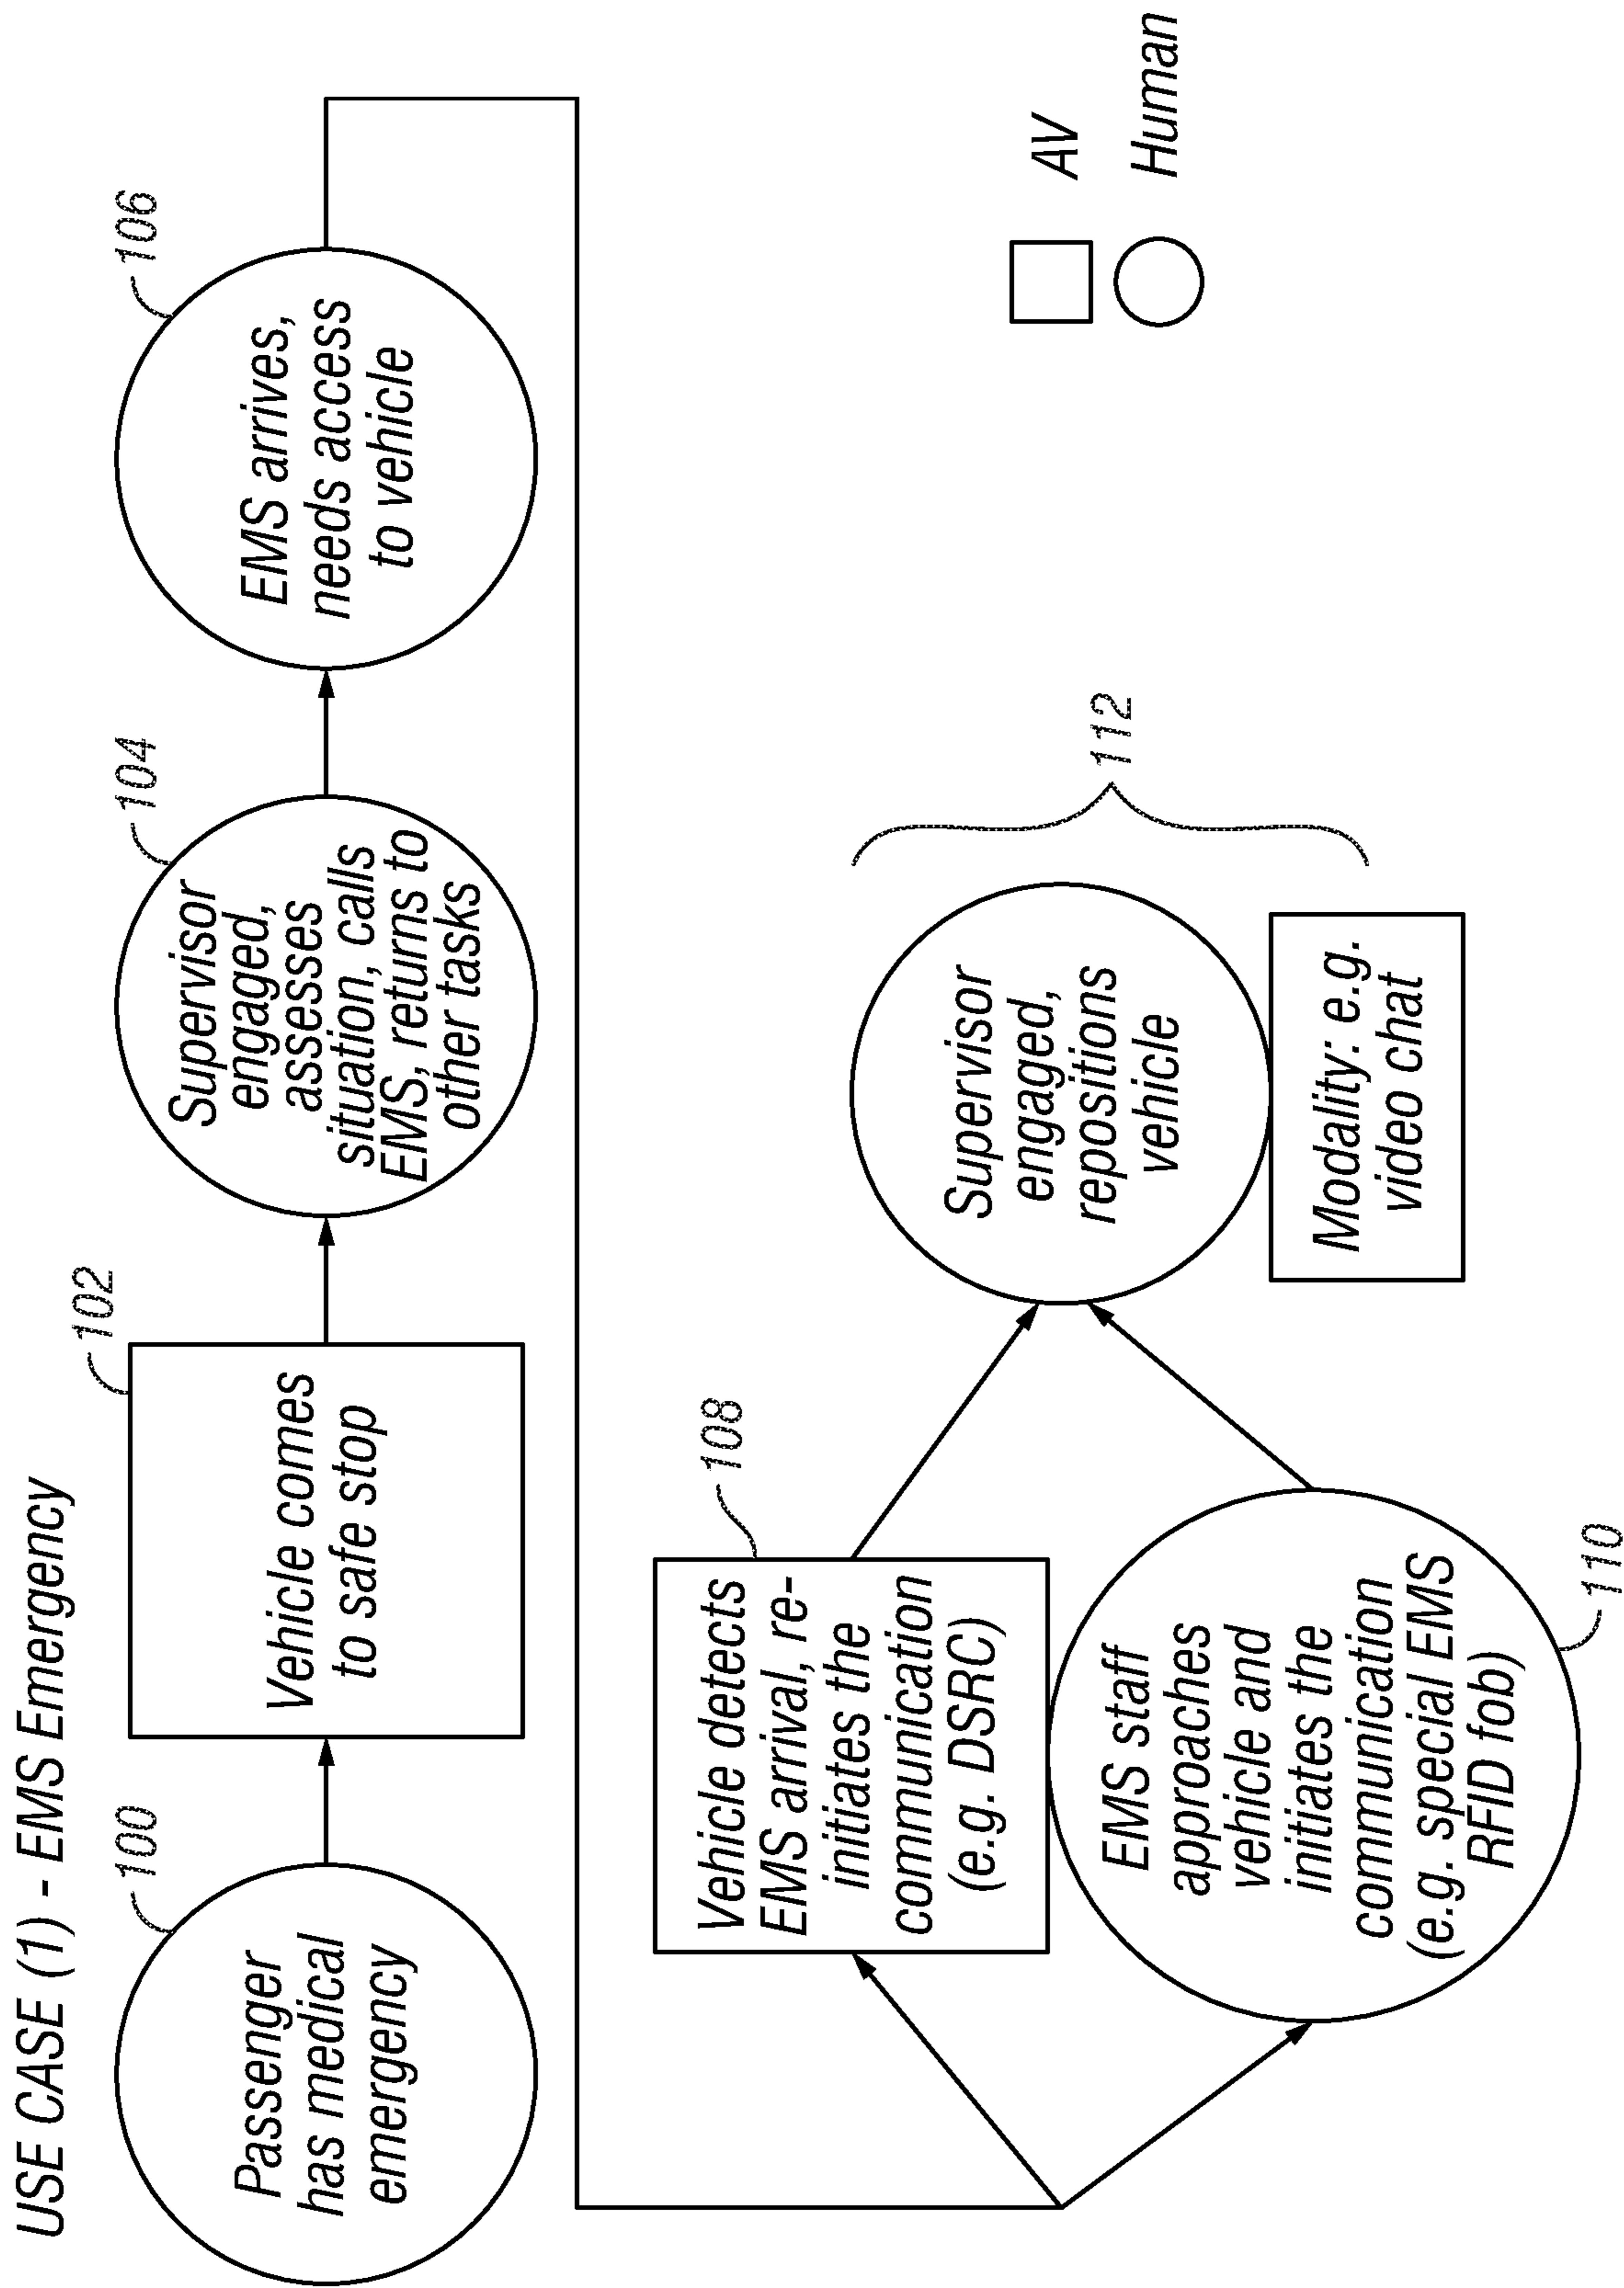 USE CASE (1) - EMS Emergency
100
Passenger
has medical
emergency
102
Vehicle comes
to safe stop
104
Supervisor
engaged,
assesses
situation, calls
EMS, returns to
other tasks
106
EMS arrives,
needs access
to vehicle
108
Vehicle detects
EMS arrival, re-
initiates the
communication
(e.g. DSRC)
110
EMS staff
approaches
vehicle and
initiates the
communication
(e.g. special EMS
RFID fob)
112
Supervisor
engaged,
repositions
vehicle
Modality: e.g.
video chat
AV
Human